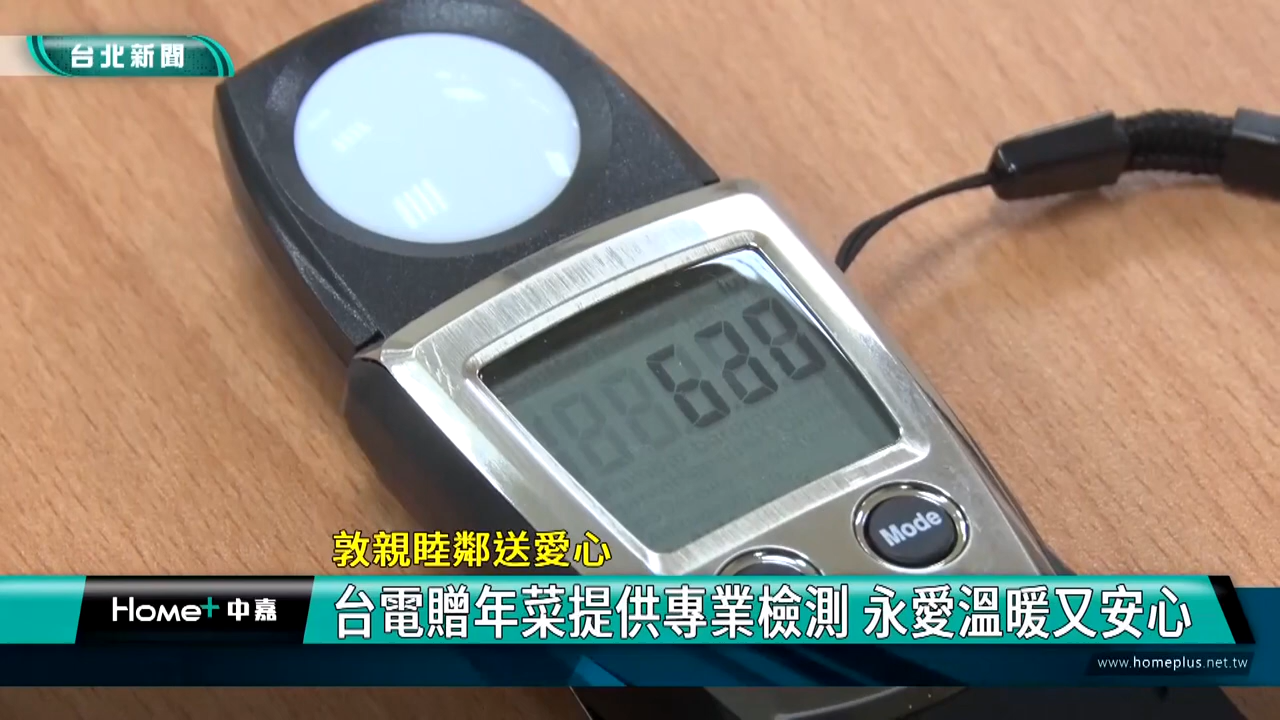 台北新聞
Mode
敦親睦鄰送愛心
Home+中嘉
台電贈年菜提供專業檢測 永愛溫暖又安心
www.homeplus.net.tw